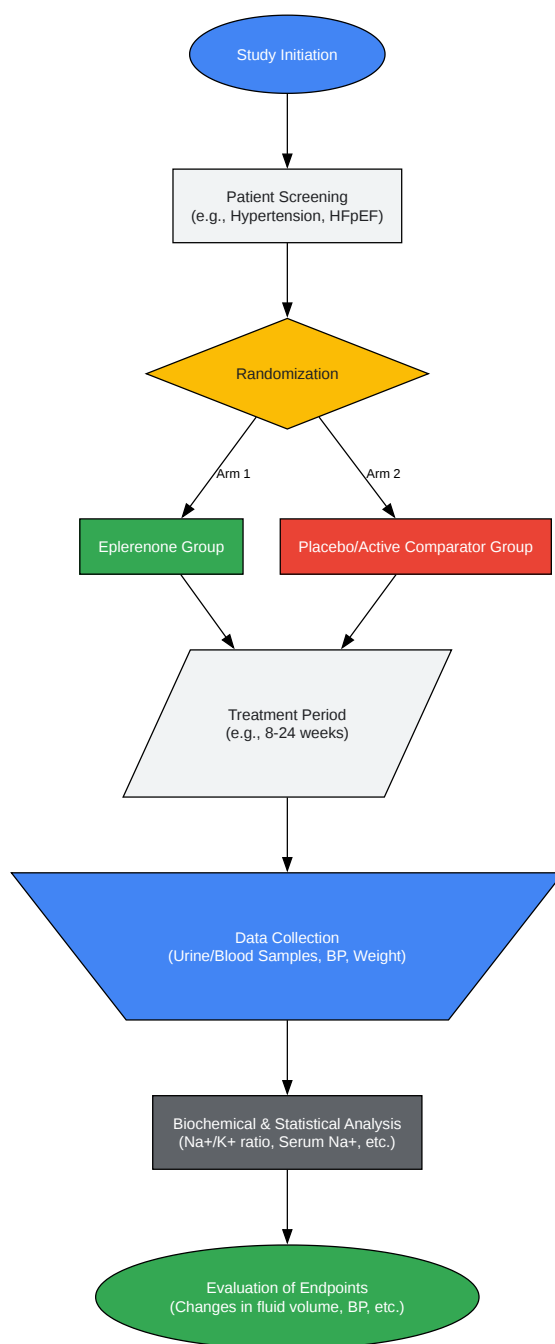 Study Initiation
Patient Screening
(e.g., Hypertension, HFpEF)
Randomization
Arm 1
Arm 2
Eplerenone Group
Placebo/Active Comparator Group
Treatment Period
(e.g., 8-24 weeks)
Data Collection
(Urine/Blood Samples, BP, Weight)
Biochemical & Statistical Analysis
(Na+/K+ ratio, Serum Na+, etc.)
Evaluation of Endpoints
(Changes in fluid volume, BP, etc.)